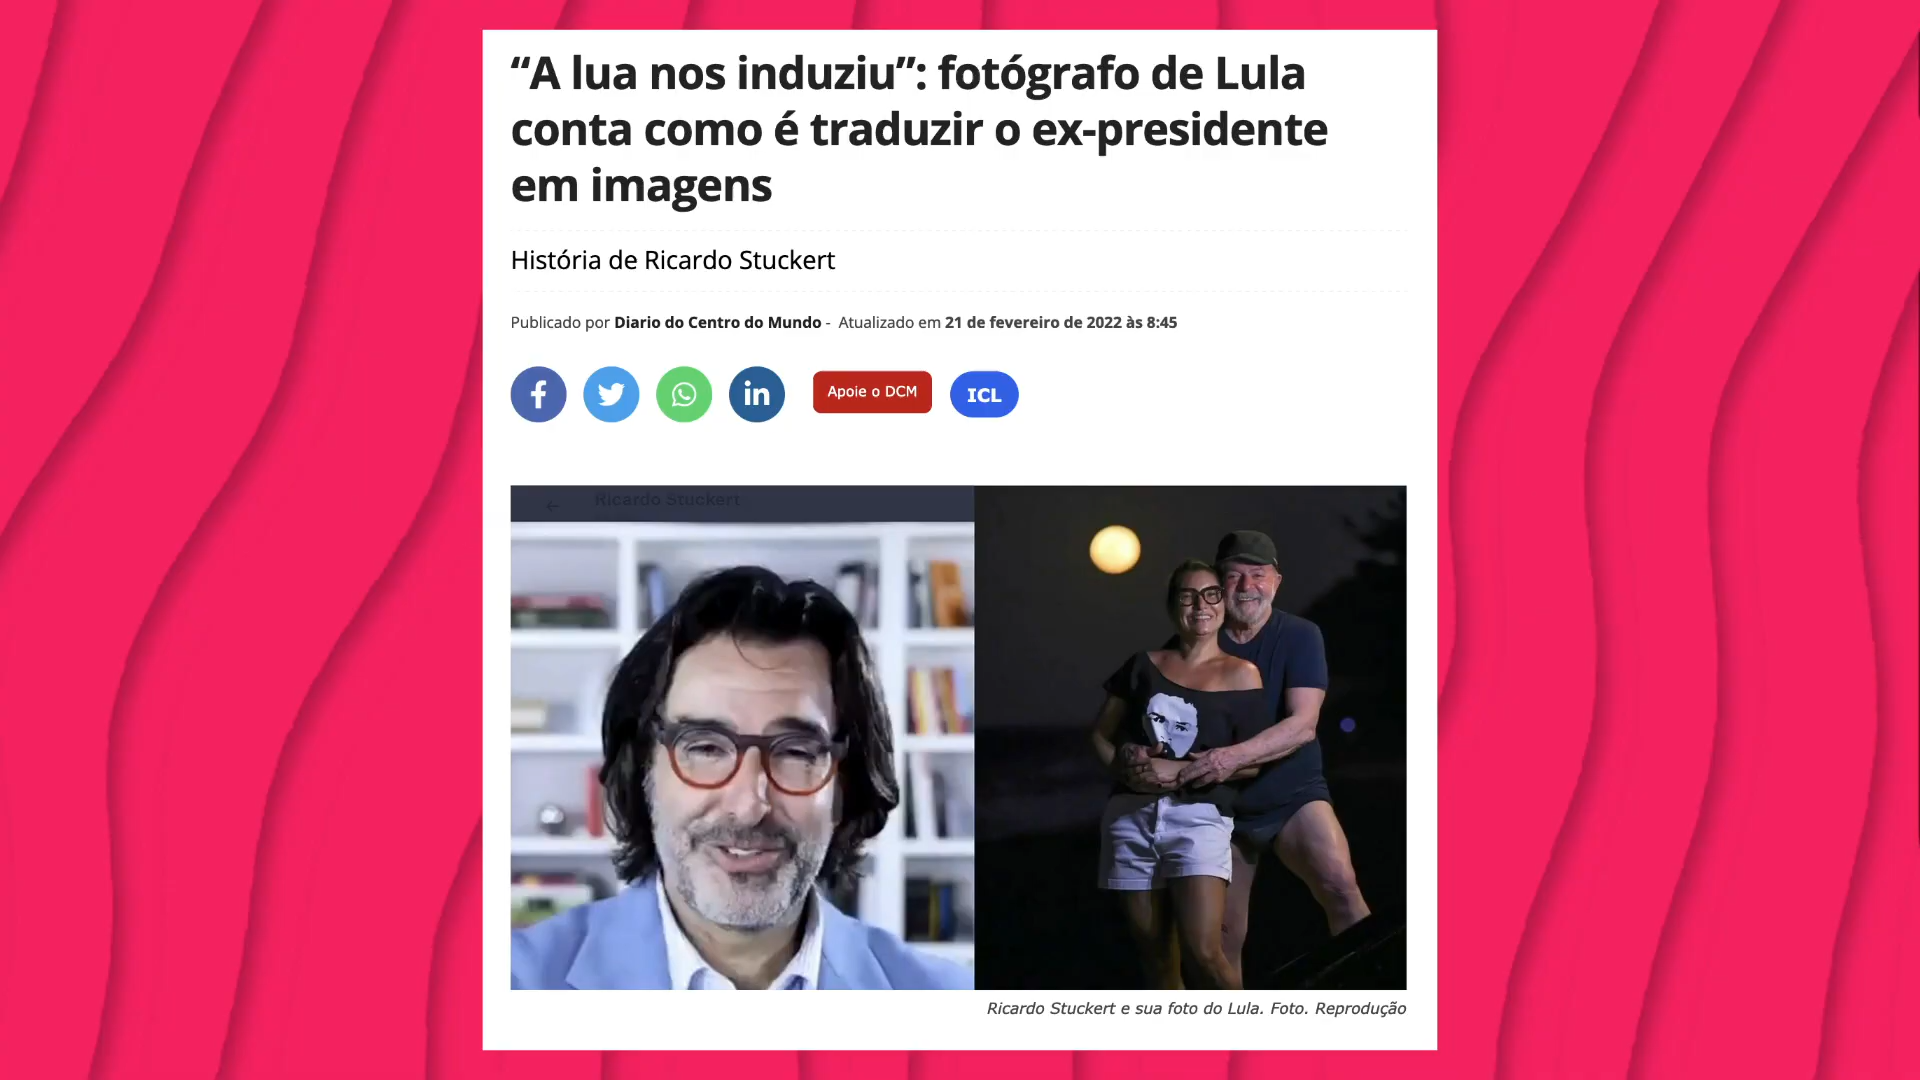 “A lua nos induziu”: fotógrafo de Lula
conta como é traduzir o ex-presidente
em imagens
História de Ricardo Stuckert
Publicado por Diario do Centro do Mundo - Atualizado em 21 de fevereiro de 2022 às 8:45
Apoie o DCM
ICL
Ricardo Stuckert
Ricardo Stuckert e sua foto do Lula. Foto. Reprodução